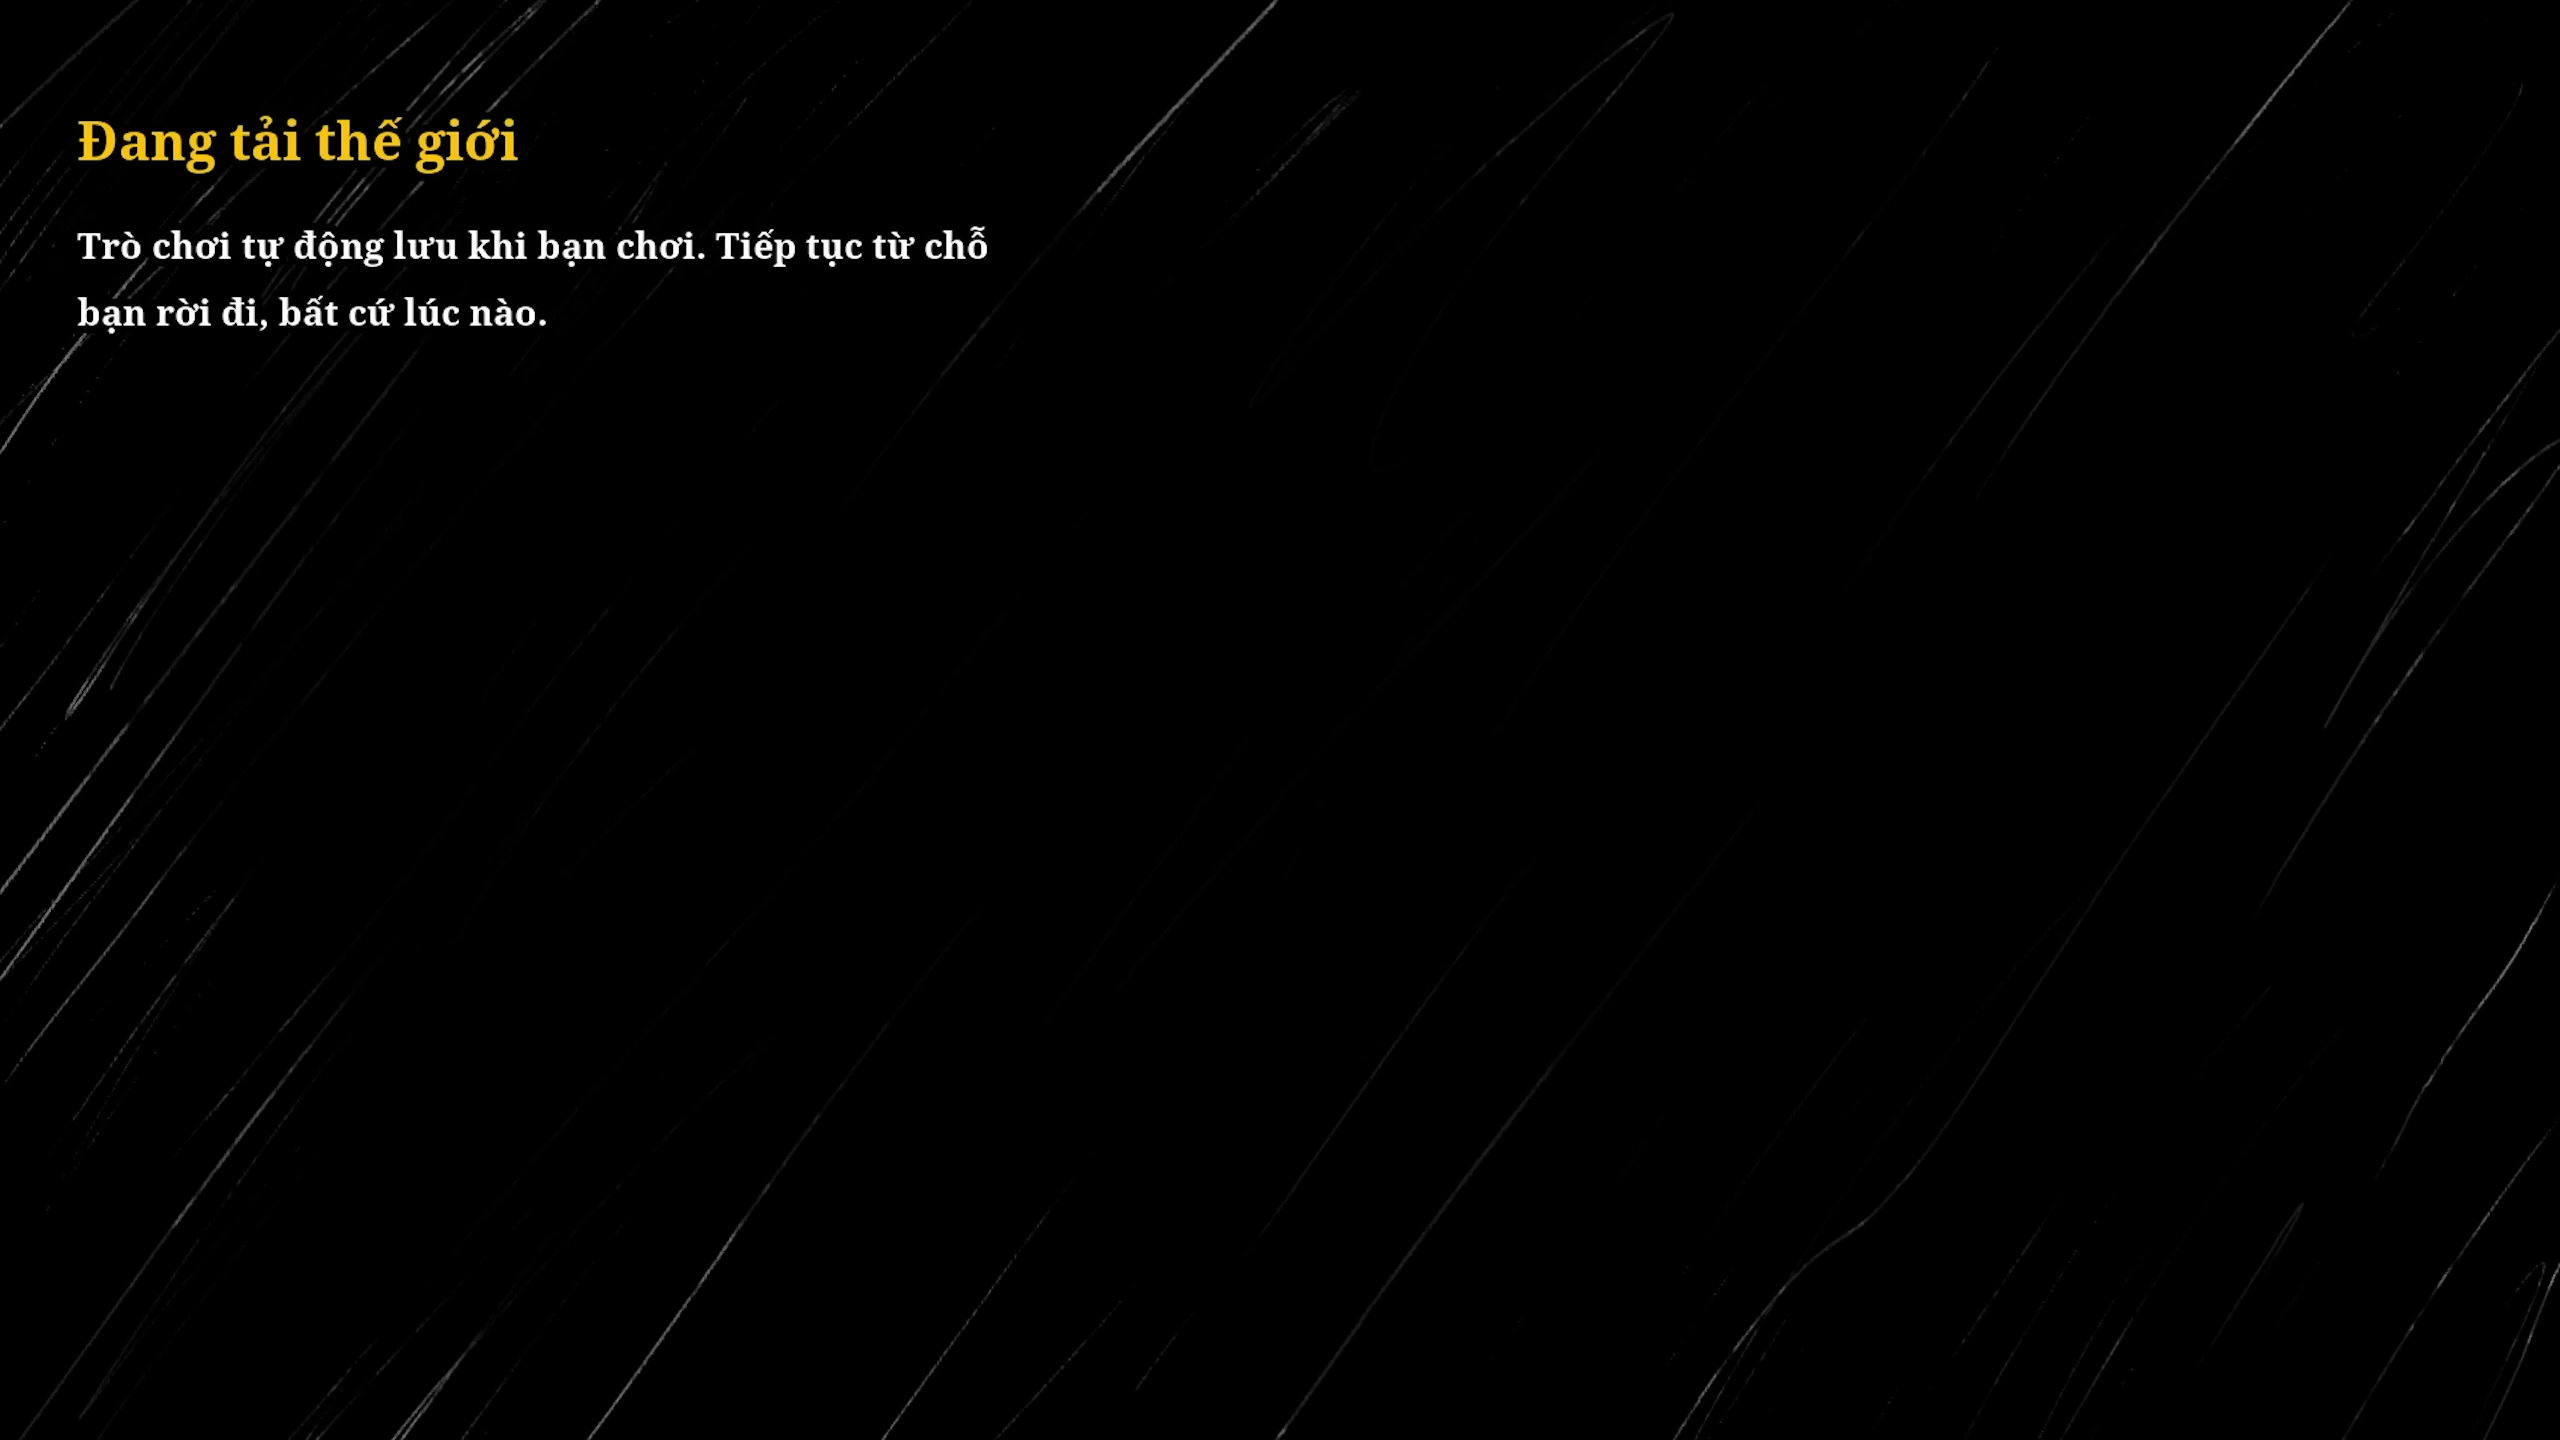 Đang tải thế giới
Trò chơi tự động lưu khi bạn chơi. Tiếp tục từ chỗ
bạn rời đi, bất cứ lúc nào.